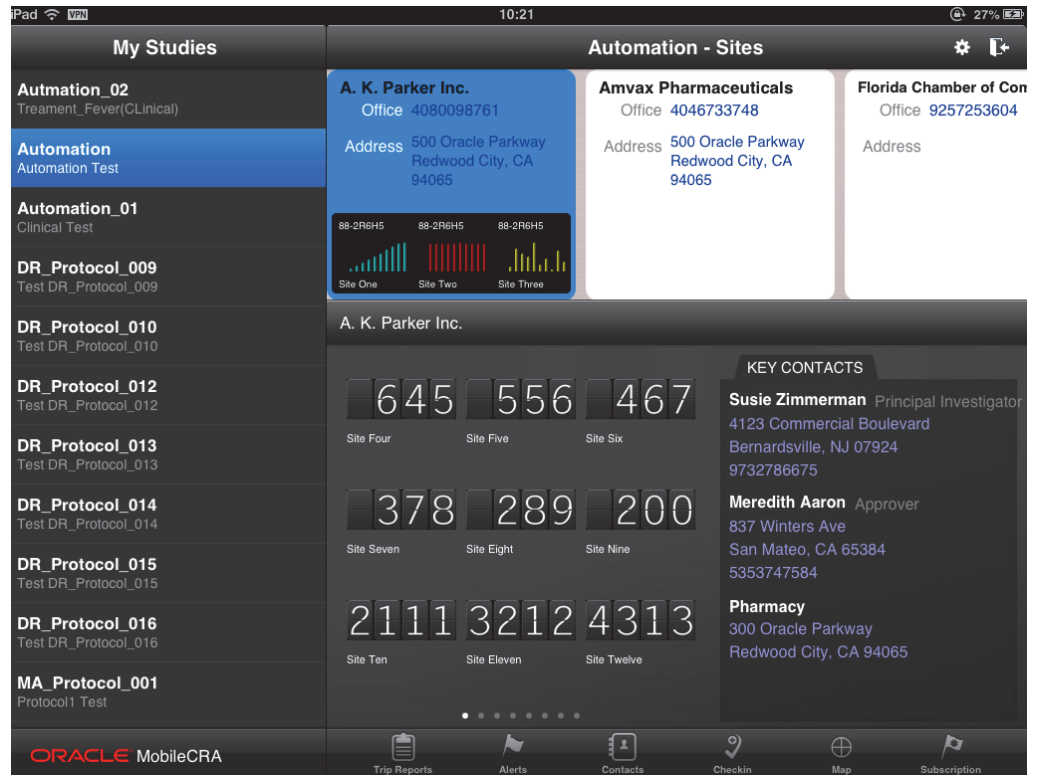 iPad VPN 10:21 27%
My Studies
Automation - Sites
Autmation_02
Treament_Fever(CLinical)
Automation
Automation Test
Automation_01
Clinical Test
DR_Protocol_009
Test DR_Protocol_009
DR_Protocol_010
Test DR_Protocol_010
DR_Protocol_012
Test DR_Protocol_012
DR_Protocol_013
Test DR_Protocol_013
DR_Protocol_014
Test DR_Protocol_014
DR_Protocol_015
Test DR_Protocol_015
DR_Protocol_016
Test DR_Protocol_016
MA_Protocol_001
Protocol1 Test
ORACLE MobileCRA
A. K. Parker Inc.
Office 4080098761
Address 500 Oracle Parkway
Redwood City, CA
94065
88-2R6H5 88-2R6H5 88-2R6H5
Site One Site Two Site Three
Amvax Pharmaceuticals
Office 4046733748
Address 500 Oracle Parkway
Redwood City, CA
94065
Florida Chamber of Com
Office 9257253604
Address
A. K. Parker Inc.
645 556 467
Site Four Site Five Site Six
378 289 200
Site Seven Site Eight Site Nine
2111 3212 4313
Site Ten Site Eleven Site Twelve
KEY CONTACTS
Susie Zimmerman Principal Investigator
4123 Commercial Boulevard
Bernardsville, NJ 07924
9732786675
Meredith Aaron Approver
837 Winters Ave
San Mateo, CA 65384
5353747584
Pharmacy
300 Oracle Parkway
Redwood City, CA 94065
Trip Reports Alerts Contacts Checkin Map Subscription